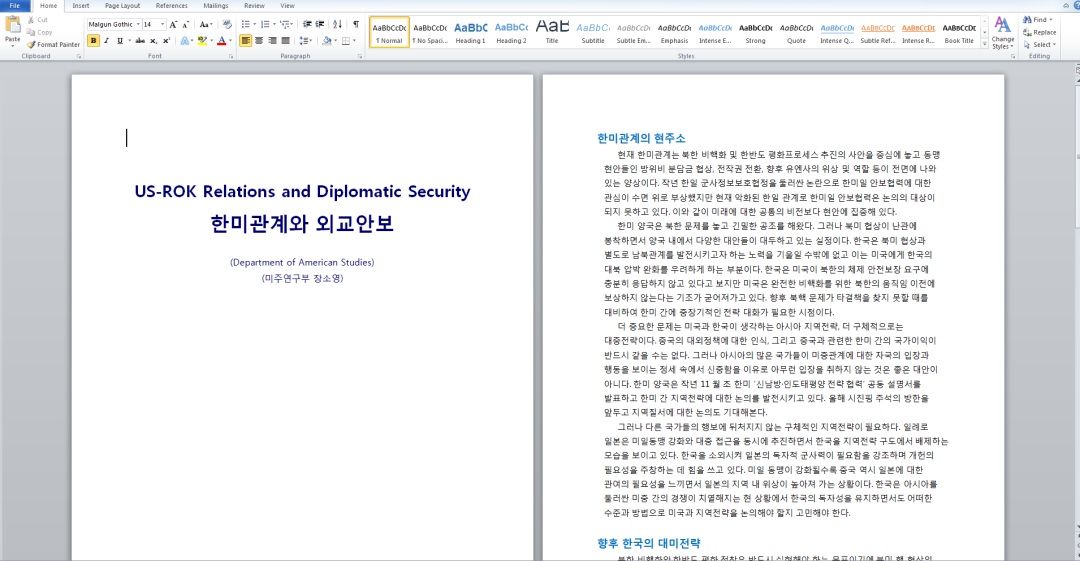 File Home Insert Page Layout References Mailings Review View
Cut
Copy
Format Painter
Paste
Clipboard
Malgun Gothic 14
Font
Paragraph
AaBbCcDc AaBbCcDc AaBbC AaBbCc AaB AaBbCc AaBbCcDc AaBbCcDc AaBbCcDc AaBbCcDc AaBbCcDc AaBbCcDc AaBbCcDc AaBbCcDc AaBbCcDc
¶ Normal ¶ No Spaci... Heading 1 Heading 2 Title Subtitle Subtle Em... Emphasis Intense E... Strong Quote Intense Q... Subtle Ref... Intense R... Book Title
Styles
Change Styles
Find
Replace
Select
Editing
US-ROK Relations and Diplomatic Security
한미관계와 외교안보
(Department of American Studies)
(미주연구부 장소영)
한미관계의 현주소
현재 한미관계는 북한 비핵화 및 한반도 평화프로세스 추진의 사안을 중심에 놓고 동맹
현안들인 방위비 분담금 협상, 전작권 전환, 향후 유엔사의 위상 및 역할 등이 전면에 나와
있는 양상이다. 작년 한일 군사정보보호협정을 둘러싼 논란으로 한미일 안보협력에 대한
관심이 수면 위로 부상했지만 현재 악화된 한일 관계로 한미일 안보협력은 논의의 대상이
되지 못하고 있다. 이와 같이 미래에 대한 공통의 비전보다 현안에 집중해 있다.
한미 양국은 북한 문제를 놓고 긴밀한 공조를 해왔다. 그러나 북미 협상이 난관에
봉착하면서 양국 내에서 다양한 대안들이 대두하고 있는 실정이다. 한국은 북미 협상과
별도로 남북관계를 발전시키고자 하는 노력을 기울일 수밖에 없고 이는 미국에게 한국의
대북 압박 완화를 우려하게 하는 부분이다. 한국은 미국이 북한의 체제 안전보장 요구에
충분히 응답하지 않고 있다고 보지만 미국은 완전한 비핵화를 위한 북한의 움직임 이전에
보상하지 않는다는 기조가 굳어져가고 있다. 향후 북핵 문제가 타결책을 찾지 못할 때를
대비하여 한미 간에 중장기적인 전략 대화가 필요한 시점이다.
더 중요한 문제는 미국과 한국이 생각하는 아시아 지역전략, 더 구체적으로는
대중전략이다. 중국의 대외정책에 대한 인식, 그리고 중국과 관련한 한미 간의 국가이익이
반드시 같을 수는 없다. 그러나 아시아의 많은 국가들이 미중관계에 대한 자국의 입장과
행동을 보이는 정세 속에서 신중함을 이유로 아무런 입장을 취하지 않는 것은 좋은 대안이
아니다. 한미 양국은 작년 11 월 초 한미 '신남방·인도태평양 전략 협력' 공동 설명서를
발표하고 한미 간 지역전략에 대한 논의를 발전시키고 있다. 올해 시진핑 주석의 방한을
앞두고 지역질서에 대한 논의도 기대해본다.
그러나 다른 국가들의 행보에 뒤처지지 않는 구체적인 지역전략이 필요하다. 일례로
일본은 미일동맹 강화와 대중 접근을 동시에 추진하면서 한국을 지역전략 구도에서 배제하는
모습을 보이고 있다. 한국을 소외시켜 일본의 독자적 군사력이 필요함을 강조하며 개헌의
필요성을 주창하는 데 힘을 쓰고 있다. 미일 동맹이 강화될수록 중국 역시 일본에 대한
관여의 필요성을 느끼면서 일본의 지역 내 위상이 높아져 가는 상황이다. 한국은 아시아를
둘러싼 미중 간의 경쟁이 치열해지는 현 상황에서 한국의 독자성을 유지하면서도 어떠한
수준과 방법으로 미국과 지역전략을 논의해야 할지 고민해야 한다.
향후 한국의 대미전략
북한 비핵화와 한반도 평화 정착은 반드시 실현해야 하는 목표이기에 북미 핵 협상의